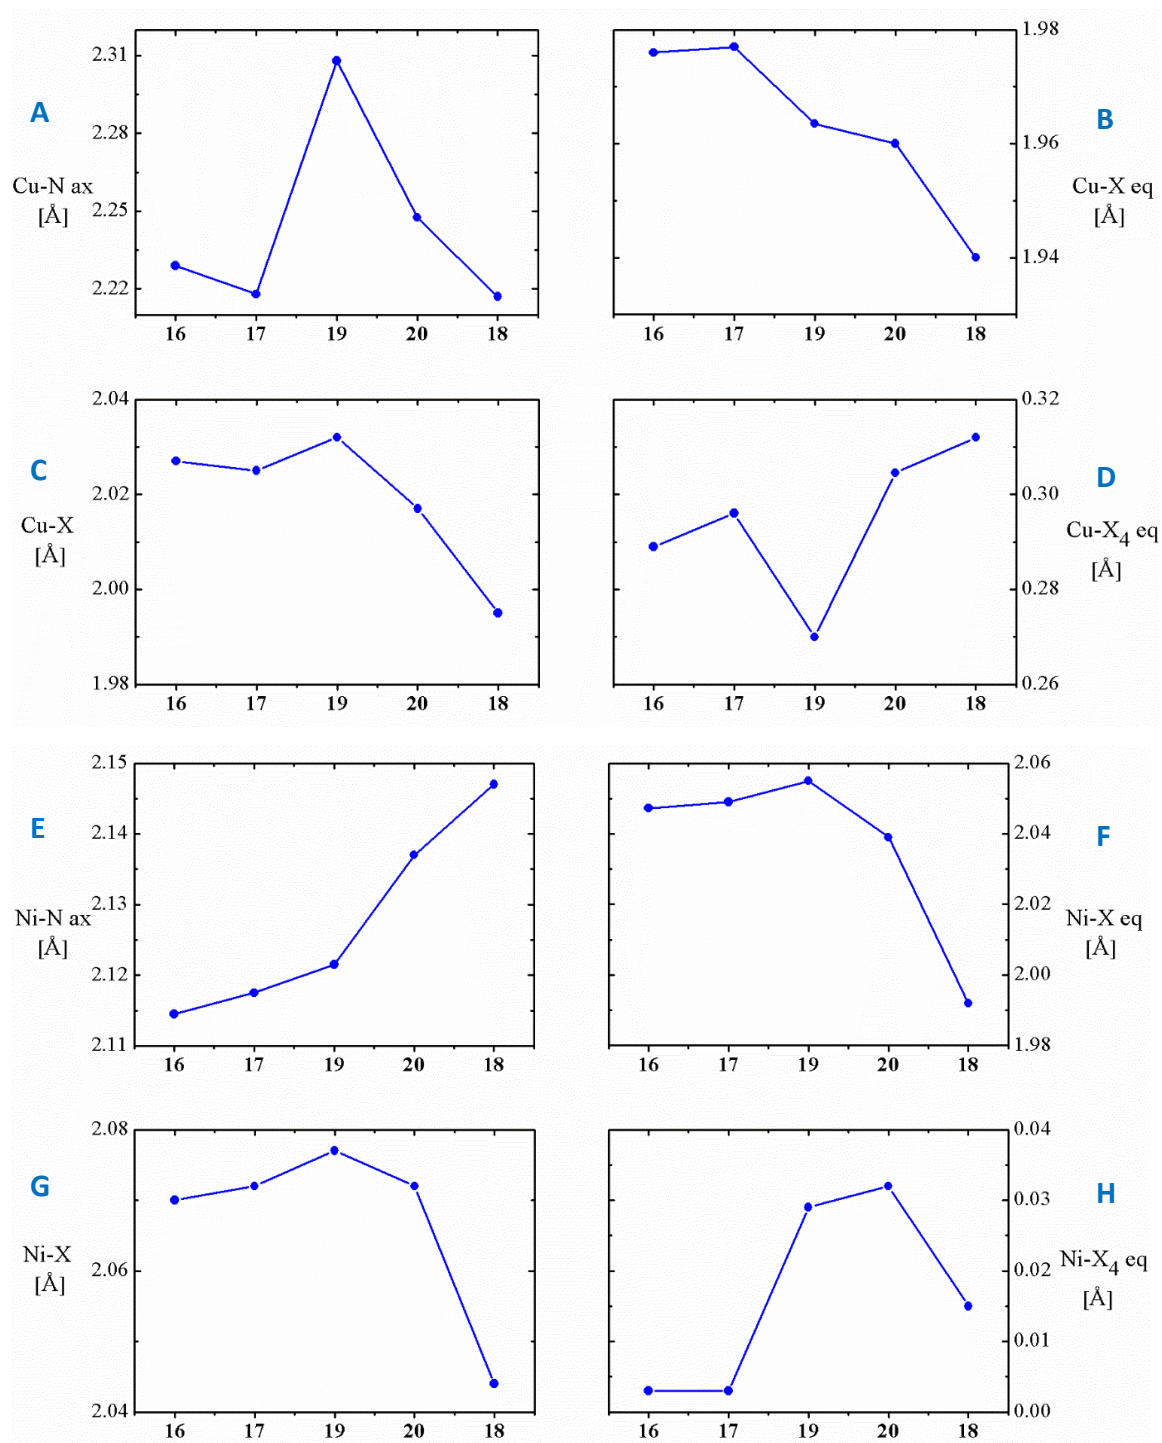 A
Cu-N ax
[Å]
2.31
2.28
2.25
2.22
16 17 19 20 18
B
Cu-X eq
[Å]
1.98
1.96
1.94
16 17 19 20 18
C
Cu-X
[Å]
2.04
2.02
2.00
1.98
16 17 19 20 18
D
Cu-X4 eq
[Å]
0.32
0.30
0.28
0.26
16 17 19 20 18
E
Ni-N ax
[Å]
2.15
2.14
2.13
2.12
2.11
16 17 19 20 18
F
Ni-X eq
[Å]
2.06
2.04
2.02
2.00
1.98
16 17 19 20 18
G
Ni-X
[Å]
2.08
2.06
2.04
16 17 19 20 18
H
Ni-X4 eq
[Å]
0.04
0.03
0.02
0.01
0.00
16 17 19 20 18